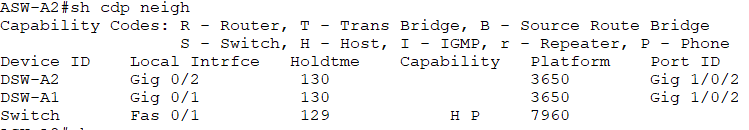 ASW-A2#sh cdp neigh
Capability Codes: R - Router, T - Trans Bridge, B - Source Route Bridge
S - Switch, H - Host, I - IGMP, r - Repeater, P - Phone
Device ID Local Intrfce Holdtme Capability Platform Port ID
DSW-A2 Gig 0/2 130 3650 Gig 1/0/2
DSW-A1 Gig 0/1 130 3650 Gig 1/0/2
Switch Fas 0/1 129 H P 7960